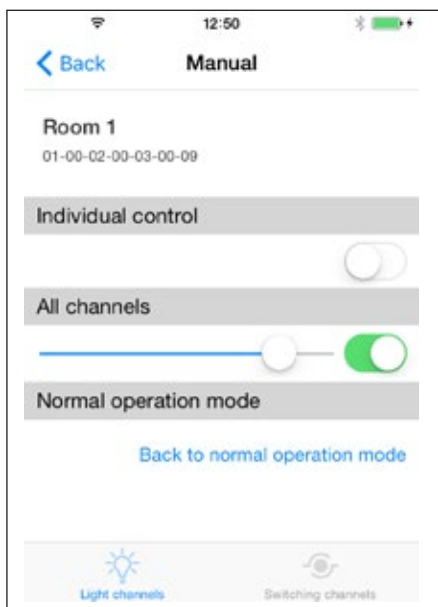 12:50
Back
Manual
Room 1
01-00-02-00-03-00-09
Individual control
All channels
Normal operation mode
Back to normal operation mode
Light channels
Switching channels